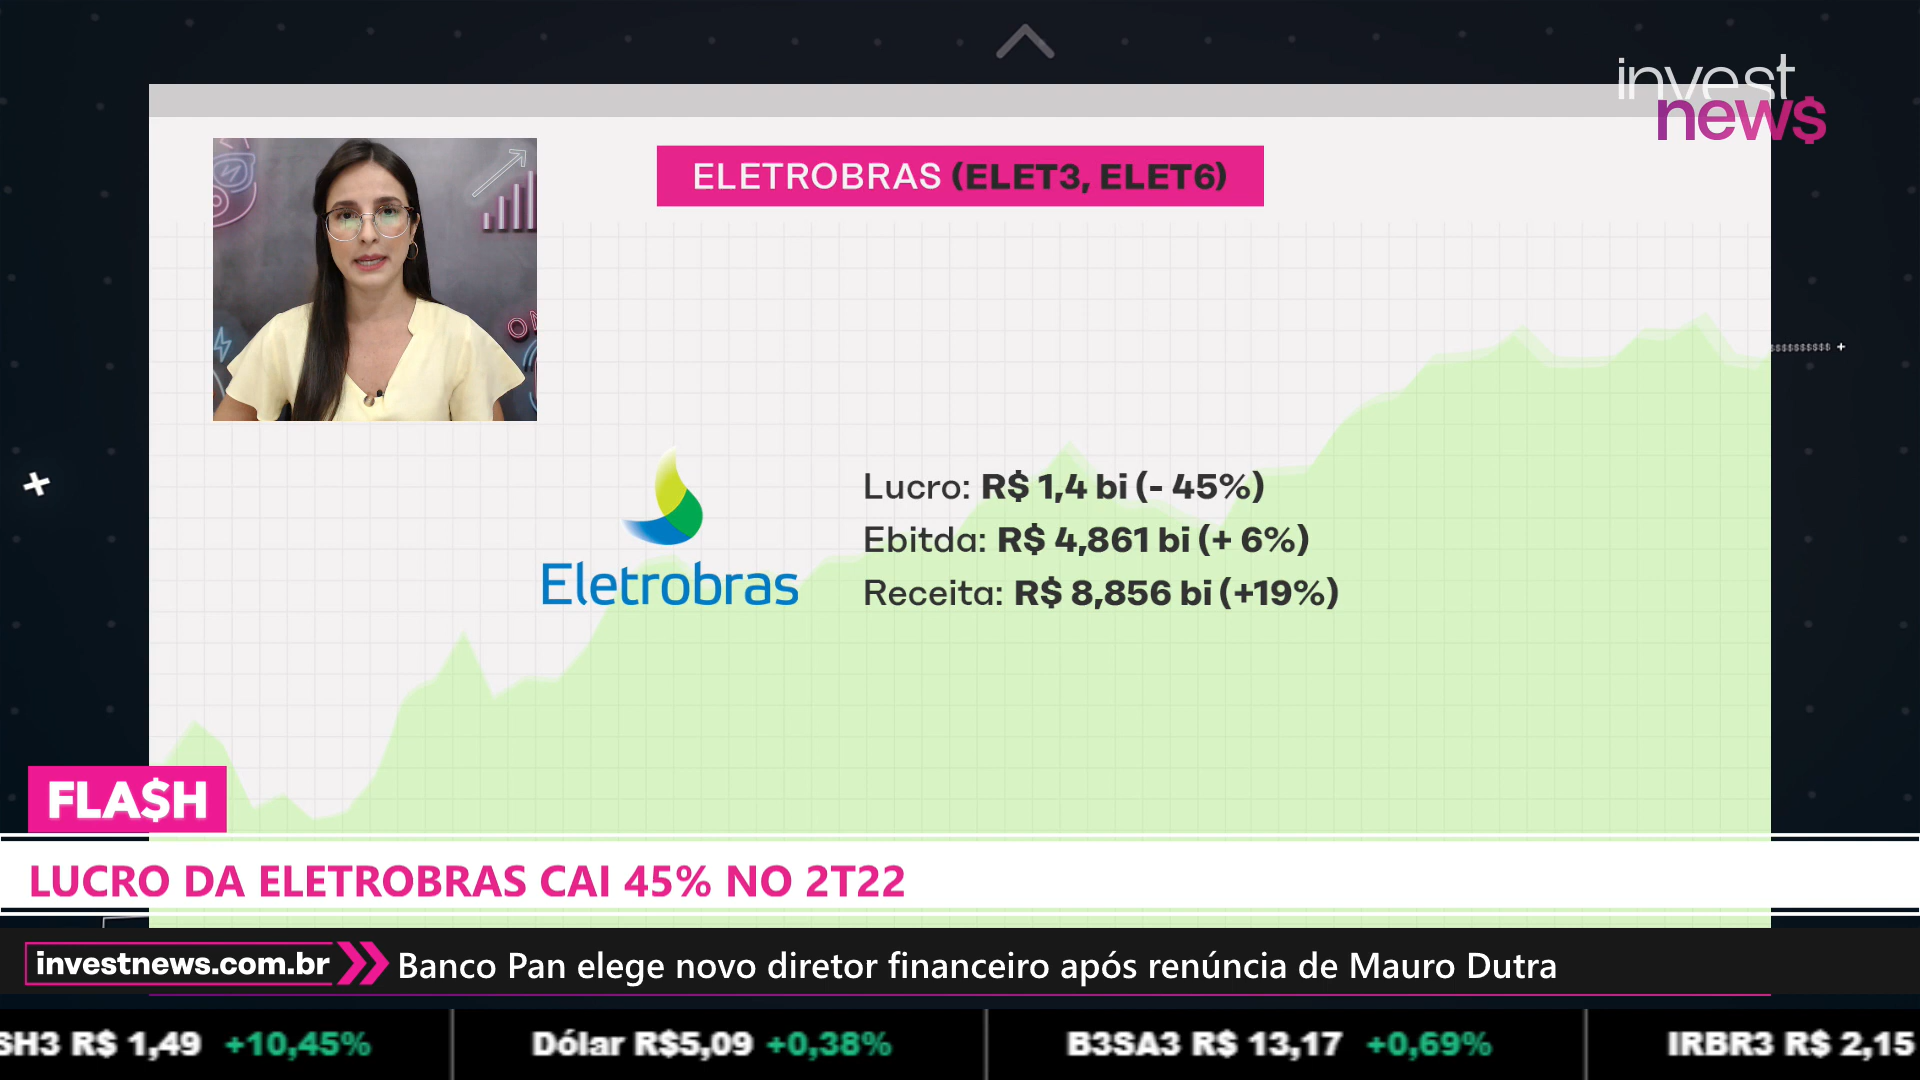 invest
new$
ELETROBRAS (ELET3, ELET6)
Eletrobras
Lucro: R$ 1,4 bi (- 45%)
Ebitda: R$ 4,861 bi (+ 6%)
Receita: R$ 8,856 bi (+19%)
$$$$$$$$$$ +
FLA$H
LUCRO DA ELETROBRAS CAI 45% NO 2T22
investnews.com.br Banco Pan elege novo diretor financeiro após renúncia de Mauro Dutra
SH3 R$ 1,49 +10,45% Dólar R$5,09 +0,38% B3SA3 R$ 13,17 +0,69% IRBR3 R$ 2,15